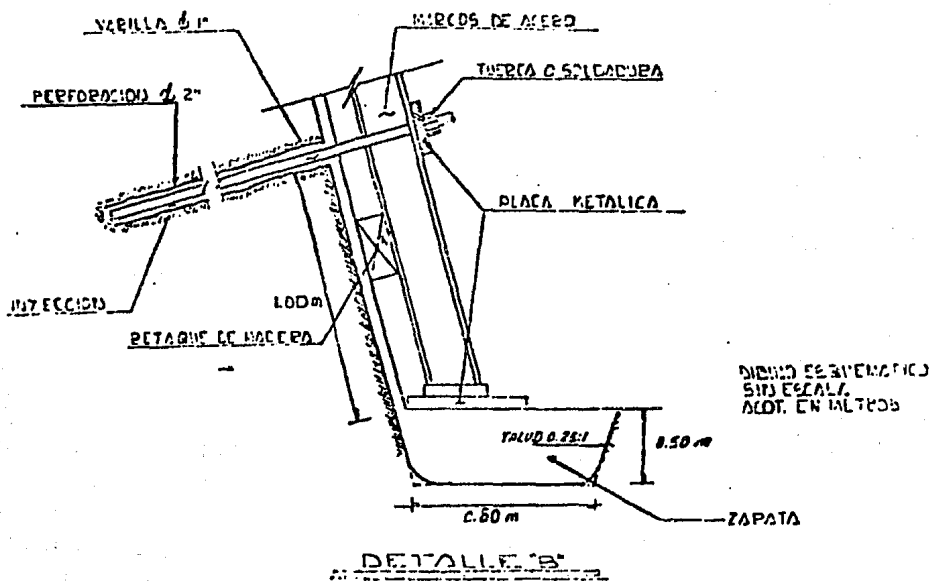 VARILLA ϕ 1"
MARCOS DE ACERO
TUERCA O SOLDADURA
PERFORACION ϕ 2"
PLACA METALICA
1.00 m
INYECCION
RETAQUE DE MADERA
DIBUJO ESQUEMATICO
SIN ESCALA
ACOT. EN METROS
TALUD 0.25:1
0.50 m
0.60 m
ZAPATA
DETALLE "B"